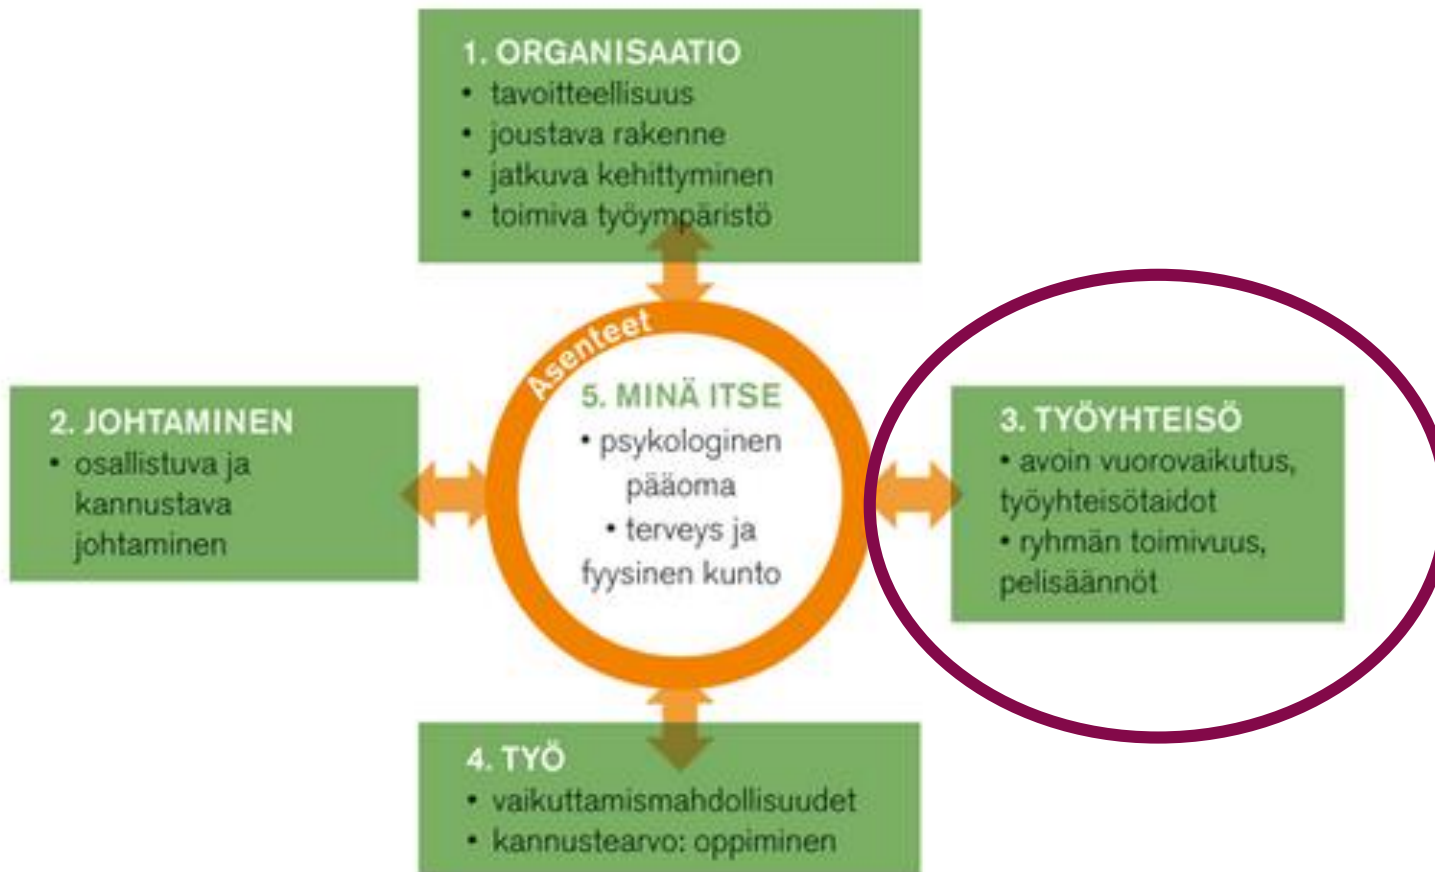 1. ORGANISAATIO
• tavoitteellisuus
• joustava rakenne
• jatkuva kehittyminen
• toimiva työympäristö
Asenteet
2. JOHTAMINEN
• osallistuva ja
kannustava
johtaminen
5. MINÄ ITSE
• psykologinen
pääoma
• terveys ja
fyysinen kunto
3. TYÖYHTEISÖ
• avoin vuorovaikutus,
työyhteisötaidot
• ryhmän toimivuus,
pelisäännöt
4. TYÖ
• vaikuttamismahdollisuudet
• kannustearvo: oppiminen